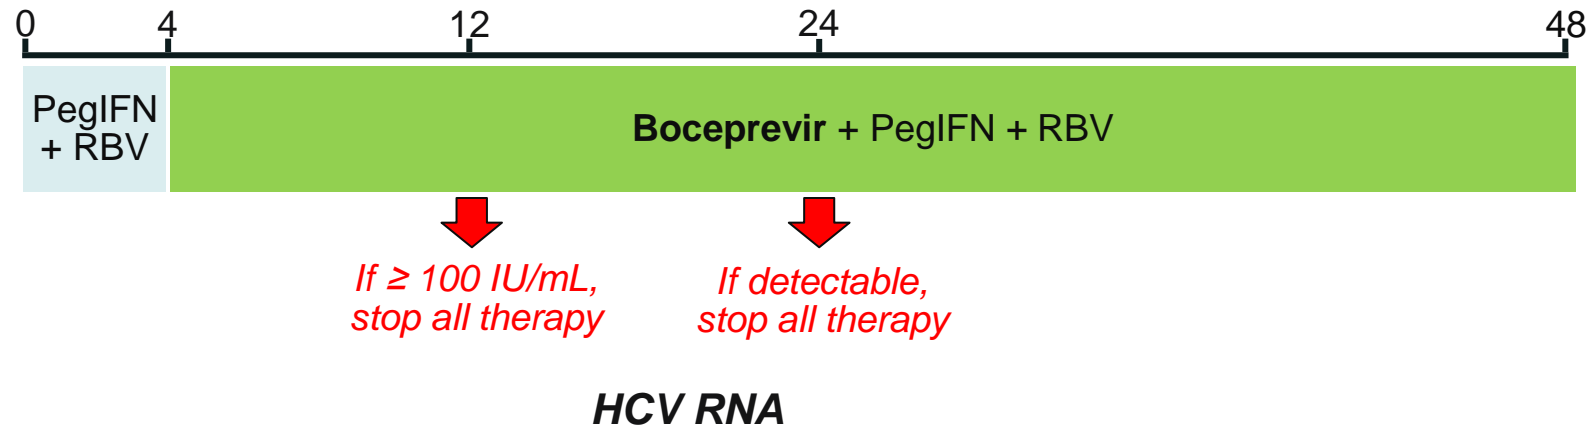 0 4 12 24 48
PegIFN
+ RBV
Boceprevir + PegIFN + RBV
If ≥ 100 IU/mL,
stop all therapy
If detectable,
stop all therapy
HCV RNA